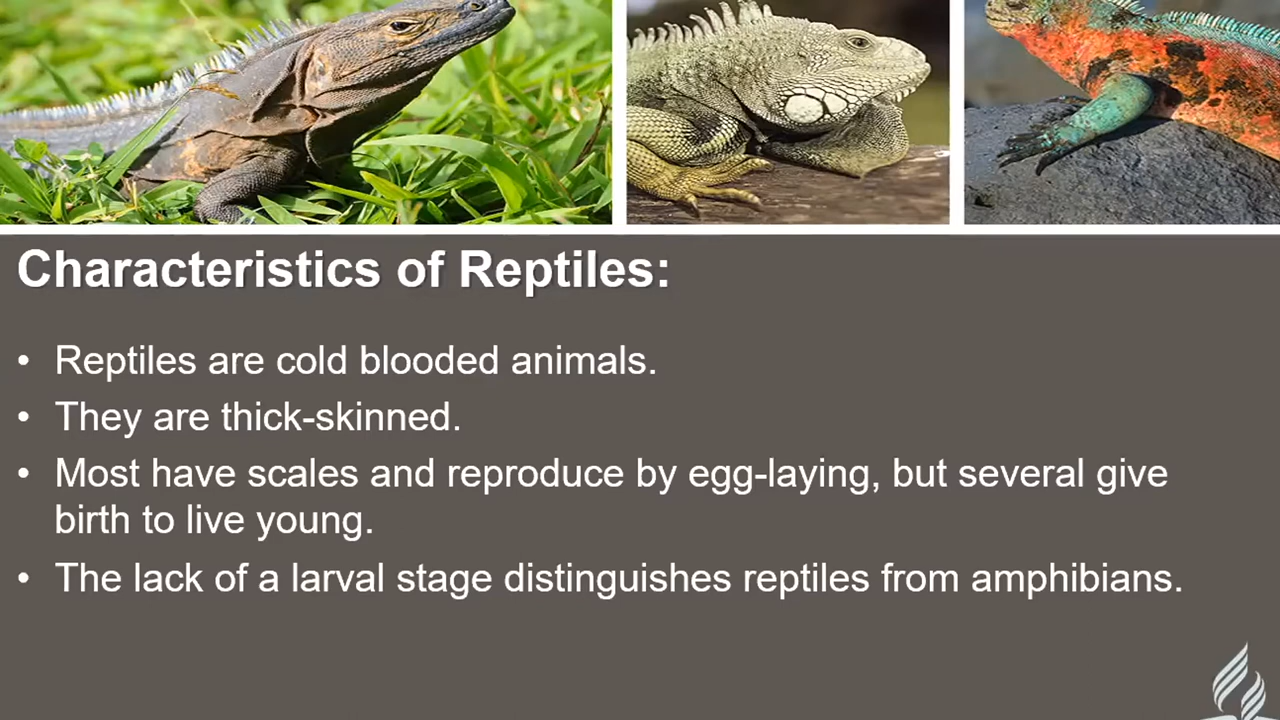 Characteristics of Reptiles:
• Reptiles are cold blooded animals.
• They are thick-skinned.
• Most have scales and reproduce by egg-laying, but several give
birth to live young.
• The lack of a larval stage distinguishes reptiles from amphibians.